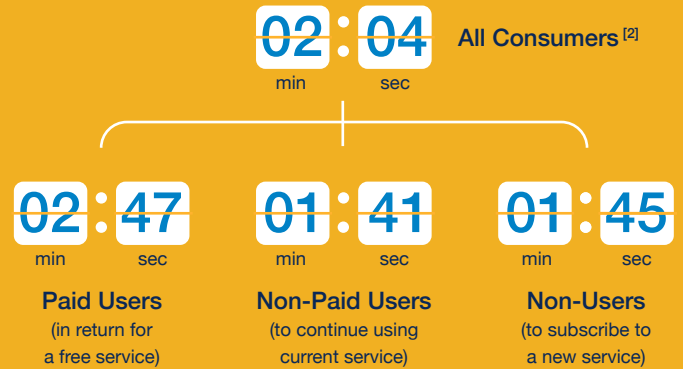 02:04 All Consumers [2]
min sec
02:47 01:41 01:45
min sec min sec min sec
Paid Users Non-Paid Users Non-Users
(in return for (to continue using (to subscribe to
a free service) current service) a new service)